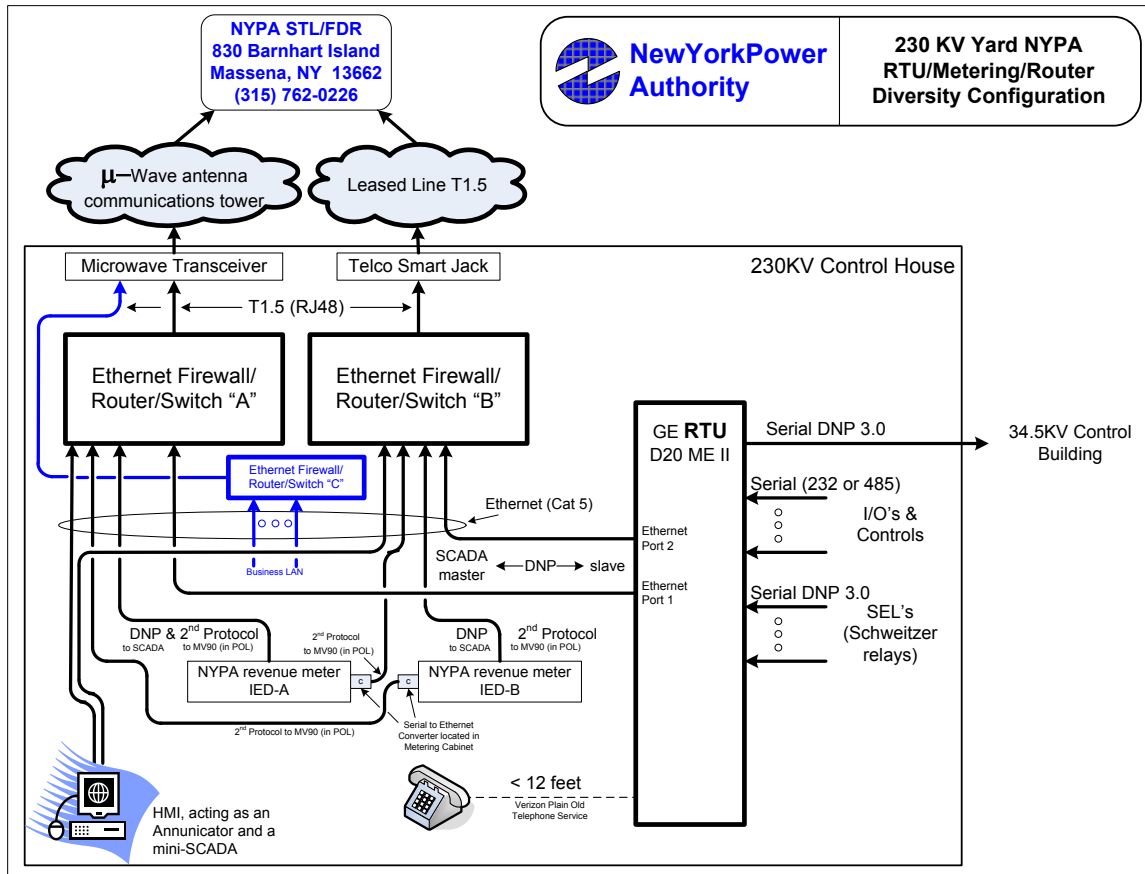 NYPA STL/FDR
830 Barnhart Island
Massena, NY  13662
(315) 762-0226
NewYorkPower
Authority
230 KV Yard NYPA
RTU/Metering/Router
Diversity Configuration
μ–Wave antenna
communications tower
Leased Line T1.5
Microwave Transceiver
Telco Smart Jack
230KV Control House
T1.5 (RJ48)
Ethernet Firewall/
Router/Switch “A”
Ethernet Firewall/
Router/Switch “B”
GE RTU
D20 ME II
Serial DNP 3.0
34.5KV Control
Building
Ethernet Firewall/
Router/Switch “C”
Serial (232 or 485)
I/O's &
Controls
Ethernet (Cat 5)
Ethernet
Port 2
Business LAN
SCADA
master
DNP
slave
Ethernet
Port 1
Serial DNP 3.0
SEL's
(Schweitzer
relays)
DNP & 2nd Protocol
to SCADA
to MV90 (in POL)
2nd Protocol
to MV90 (in POL)
DNP
to SCADA
2nd Protocol
to MV90 (in POL)
NYPA revenue meter
IED-A
c
c
NYPA revenue meter
IED-B
2nd Protocol to MV90 (in POL)
Serial to Ethernet
Converter located in
Metering Cabinet
< 12 feet
Verizon Plain Old
Telephone Service
HMI, acting as an
Annunicator and a
mini-SCADA